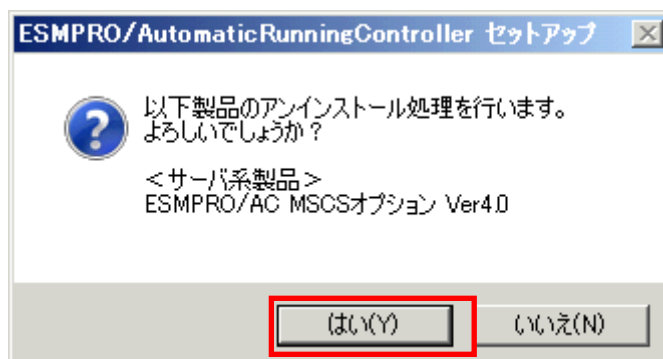 ESMPRO/AutomaticRunningController セットアップ
以下製品のアンインストール処理を行います。
よろしいでしょうか？
＜サーバ系製品＞
ESMPRO/AC MSCSオプション Ver4.0
はい(Y)
いいえ(N)